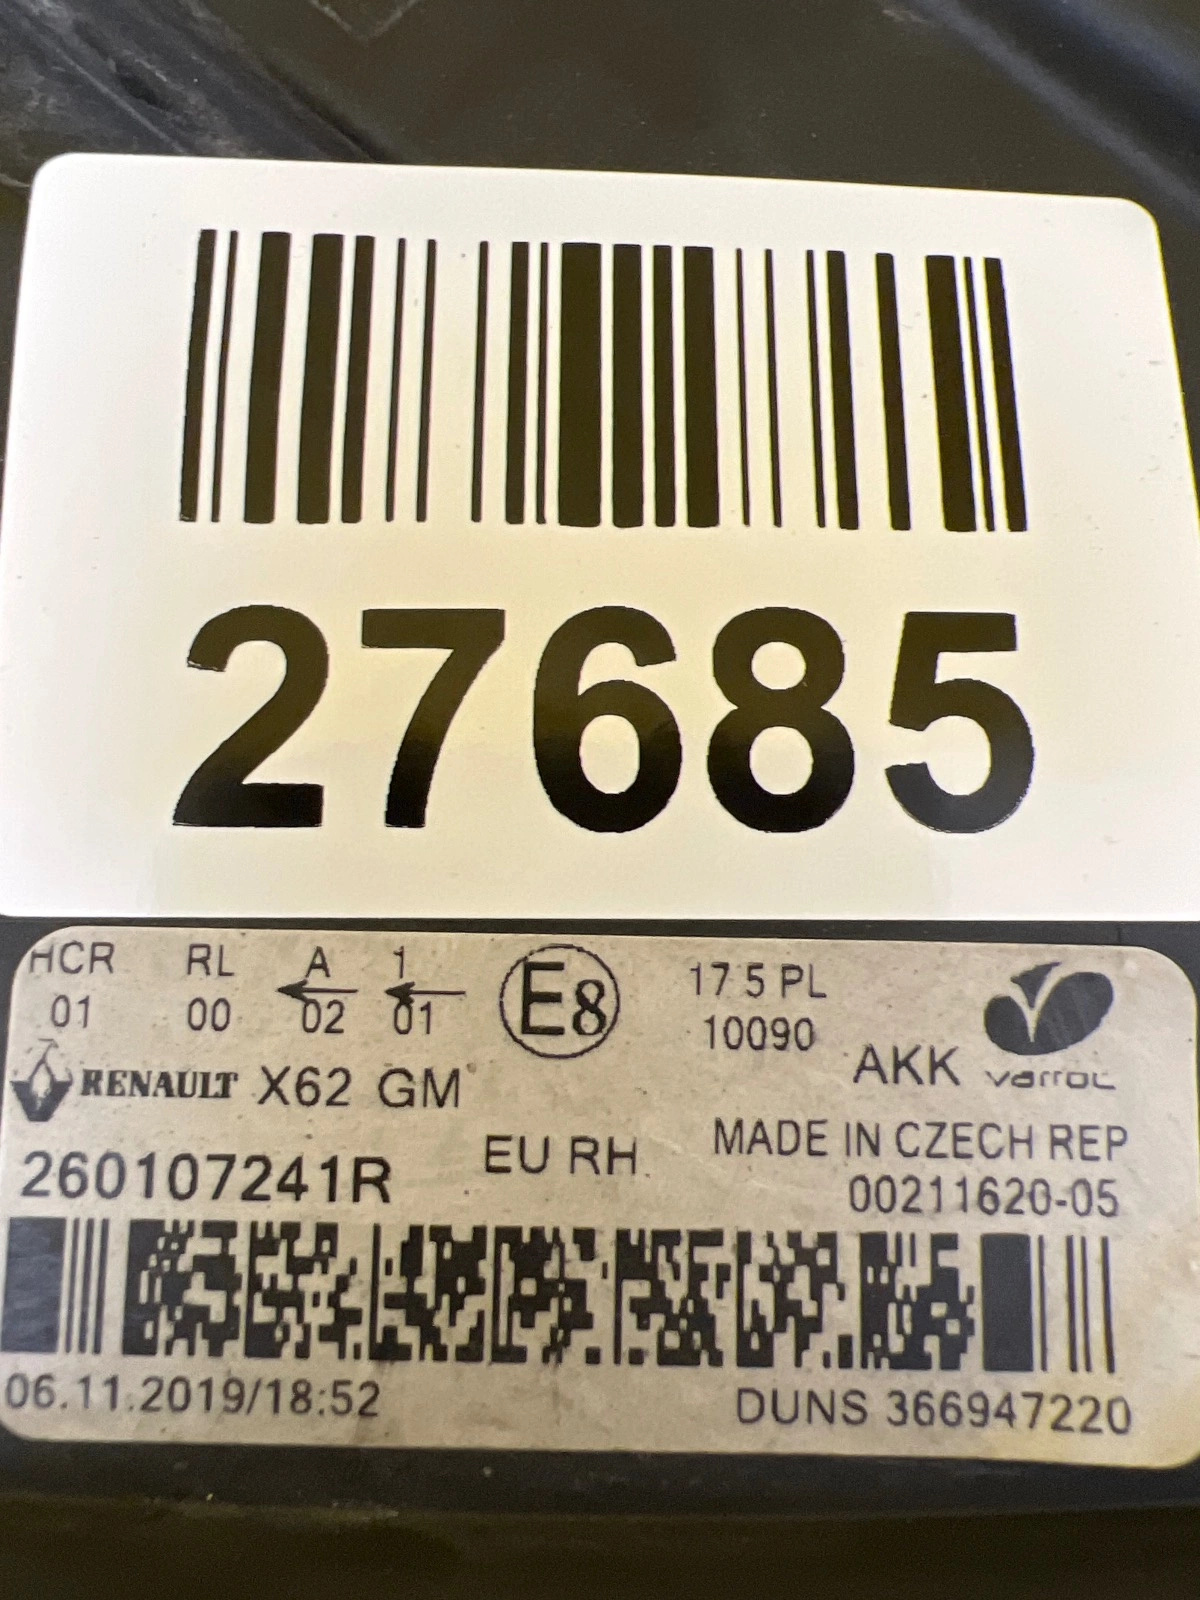 27685
HCR RL A 1 E8 17 5 PL
01 00 02 01 10090
RENAULT X62 GM AKK varroc
260107241R EU RH MADE IN CZECH REP
00211620-05
06.11.2019/18:52 DUNS 366947220